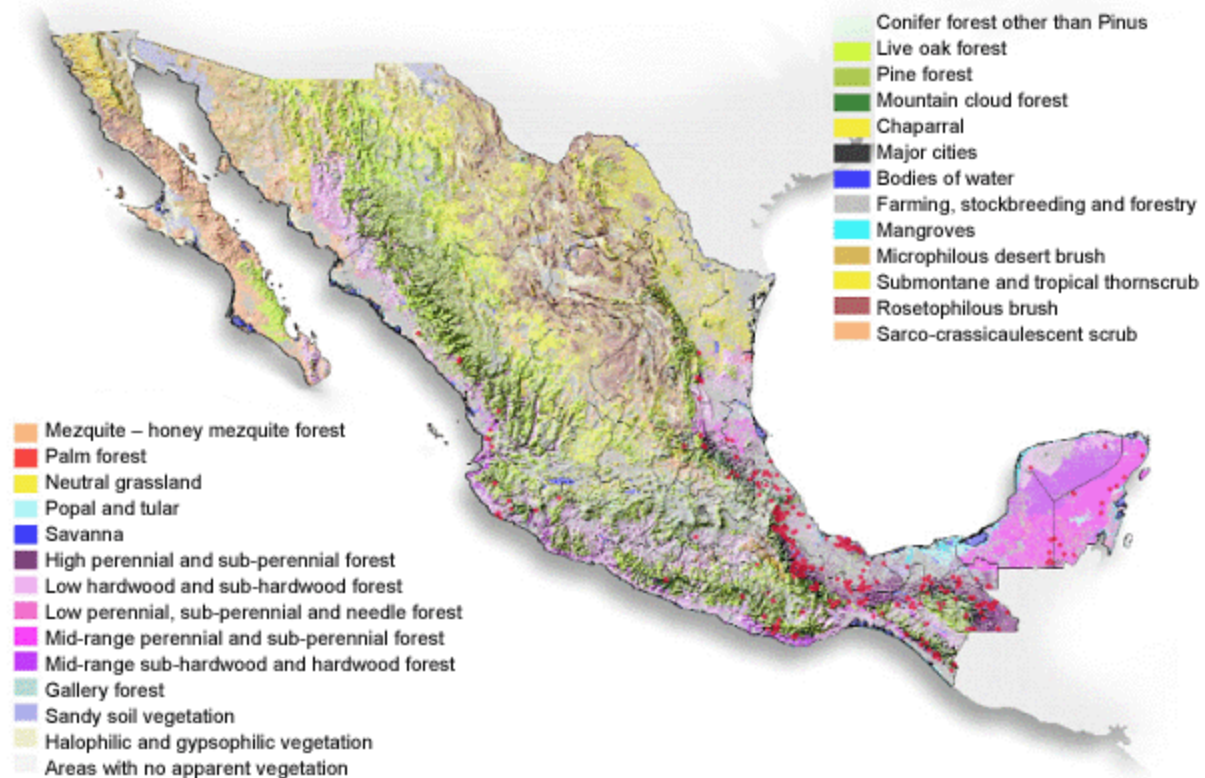 Conifer forest other than Pinus
Live oak forest
Pine forest
Mountain cloud forest
Chaparral
Major cities
Bodies of water
Farming, stockbreeding and forestry
Mangroves
Microphilous desert brush
Submontane and tropical thornscrub
Rosetophilous brush
Sarco-crassicaulescent scrub
Mezquite – honey mezquite forest
Palm forest
Neutral grassland
Popal and tular
Savanna
High perennial and sub-perennial forest
Low hardwood and sub-hardwood forest
Low perennial, sub-perennial and needle forest
Mid-range perennial and sub-perennial forest
Mid-range sub-hardwood and hardwood forest
Gallery forest
Sandy soil vegetation
Halophilic and gypsophilic vegetation
Areas with no apparent vegetation